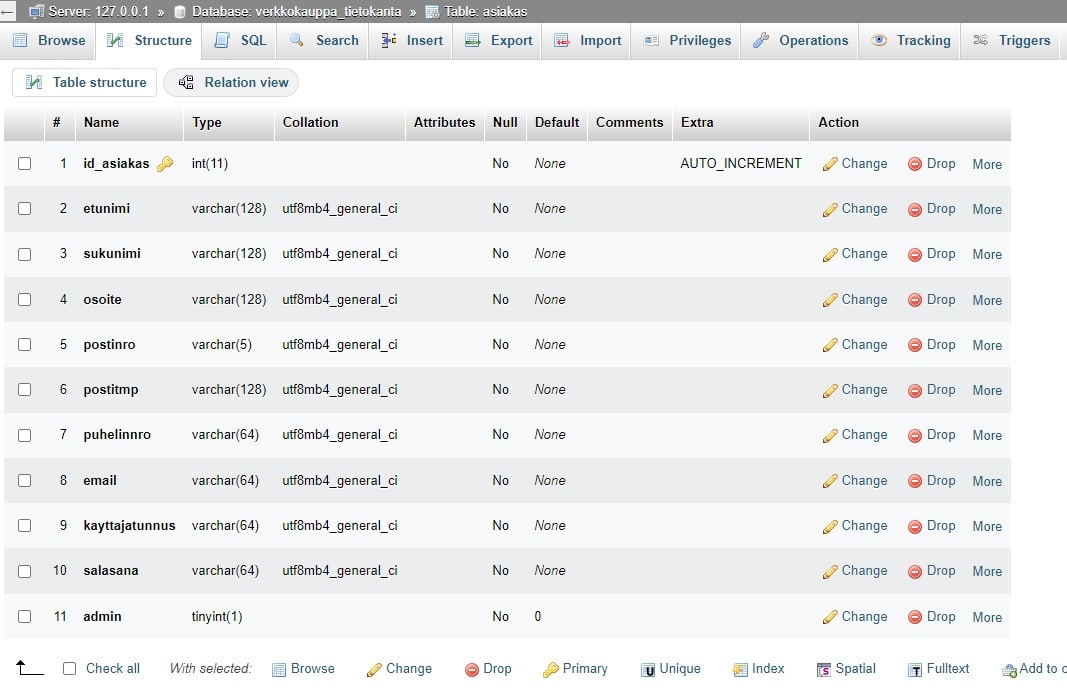 Server: 127.0.0.1 » Database: verkkokauppa_tietokanta » Table: asiakas
Browse Structure SQL Search Insert Export Import Privileges Operations Tracking Triggers
Table structure Relation view
# Name Type Collation Attributes Null Default Comments Extra Action
1 id_asiakas int(11) No None AUTO_INCREMENT Change Drop More
2 etunimi varchar(128) utf8mb4_general_ci No None Change Drop More
3 sukunimi varchar(128) utf8mb4_general_ci No None Change Drop More
4 osoite varchar(128) utf8mb4_general_ci No None Change Drop More
5 postinro varchar(5) utf8mb4_general_ci No None Change Drop More
6 postitmp varchar(128) utf8mb4_general_ci No None Change Drop More
7 puhelinnro varchar(64) utf8mb4_general_ci No None Change Drop More
8 email varchar(64) utf8mb4_general_ci No None Change Drop More
9 kayttajatunnus varchar(64) utf8mb4_general_ci No None Change Drop More
10 salasana varchar(64) utf8mb4_general_ci No None Change Drop More
11 admin tinyint(1) No 0 Change Drop More
Check all With selected: Browse Change Drop Primary Unique Index Spatial Fulltext Add to c